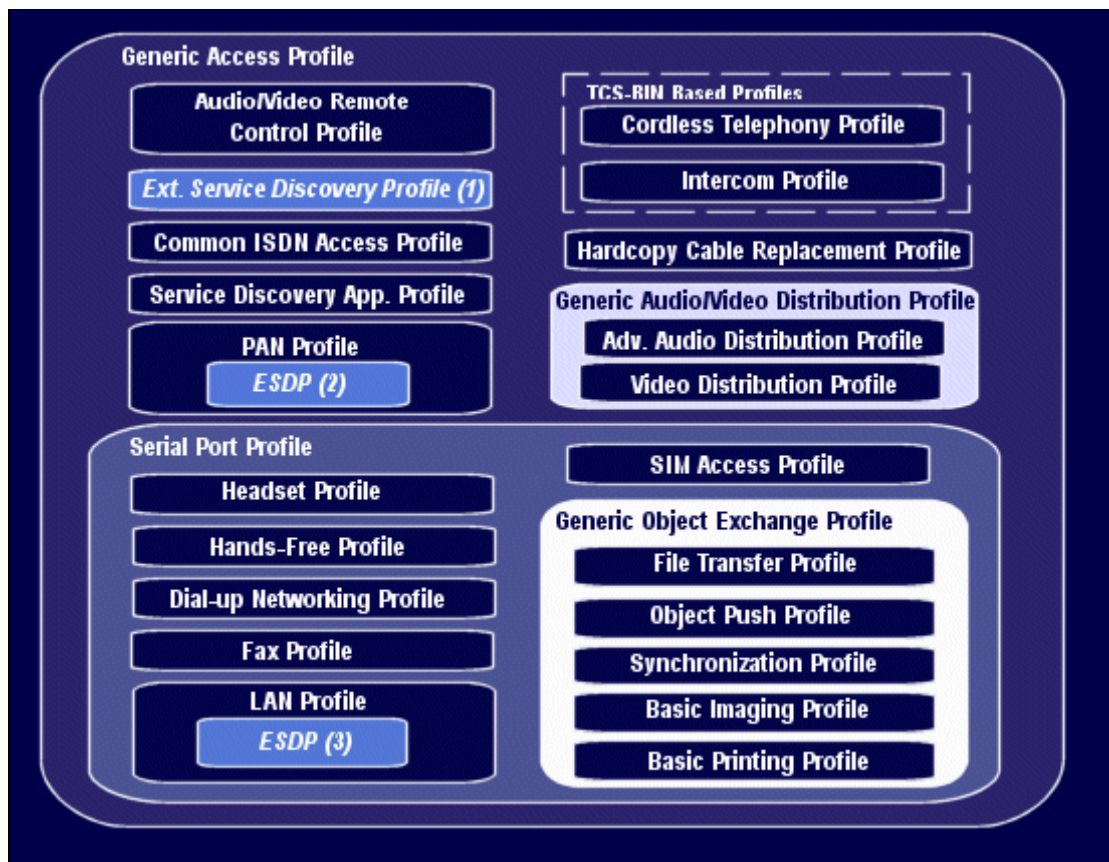 Generic Access Profile
Audio/Video Remote
Control Profile
Ext. Service Discovery Profile (1)
Common ISDN Access Profile
Service Discovery App. Profile
PAN Profile
ESDP (2)
TCS-BIN Based Profiles
Cordless Telephony Profile
Intercom Profile
Hardcopy Cable Replacement Profile
Generic Audio/Video Distribution Profile
Adv. Audio Distribution Profile
Video Distribution Profile
Serial Port Profile
Headset Profile
Hands-Free Profile
Dial-up Networking Profile
Fax Profile
LAN Profile
ESDP (3)
SIM Access Profile
Generic Object Exchange Profile
File Transfer Profile
Object Push Profile
Synchronization Profile
Basic Imaging Profile
Basic Printing Profile